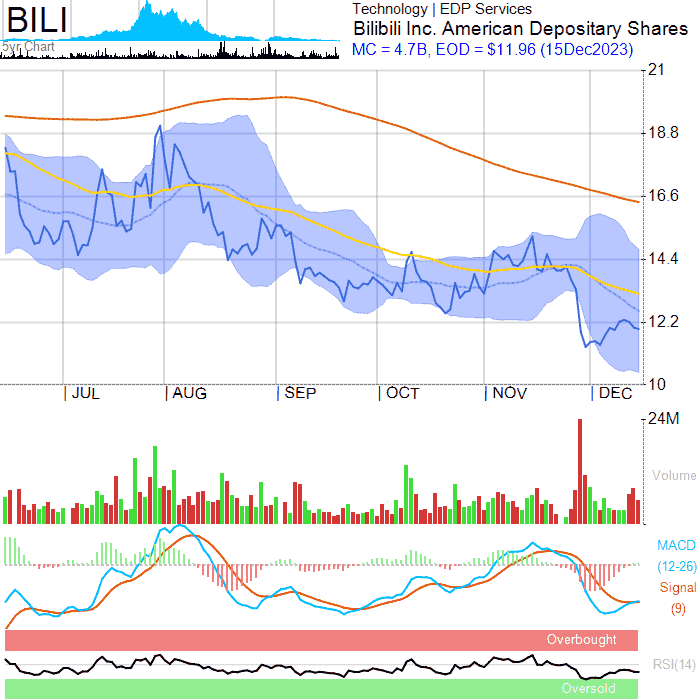 BILI
5yr Chart
Technology | EDP Services
Bilibili Inc. American Depositary Shares
MC = 4.7B, EOD = $11.96 (15Dec2023)
21
18.8
16.6
14.4
12.2
10
JUL
AUG
SEP
OCT
NOV
DEC
24M
Volume
MACD
(12-26)
Signal
(9)
Overbought
RSI(14)
Oversold